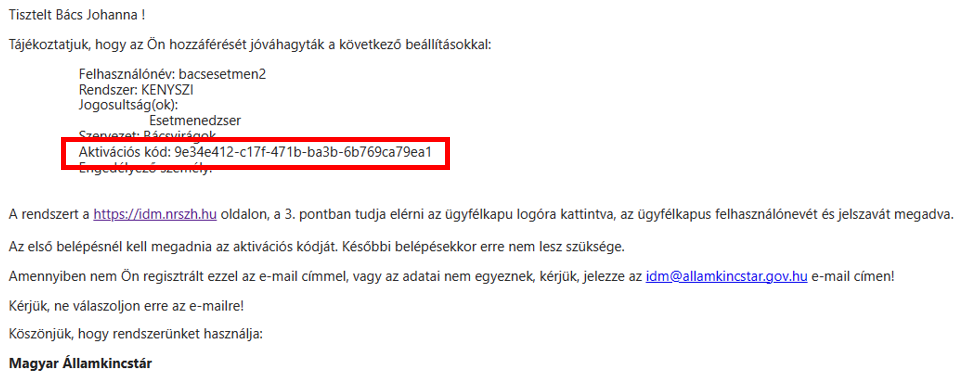 Tisztelt Bács Johanna !
Tájékoztatjuk, hogy az Ön hozzáférését jóváhagyták a következő beállításokkal:
Felhasználónév: bacsesetmen2
Rendszer: KENYSZI
Jogosultság(ok):
Esetmenedzser
Szervezet: Bácsvirágok
Aktivációs kód: 9e34e412-c17f-471b-ba3b-6b769ca79ea1
Engedélyező személy:
A rendszert a https://idm.nrszh.hu oldalon, a 3. pontban tudja elérni az ügyfélkapu logóra kattintva, az ügyfélkapus felhasználónevét és jelszavát megadva.
Az első belépésnél kell megadnia az aktivációs kódját. Későbbi belépésekkor erre nem lesz szüksége.
Amennyiben nem Ön regisztrált ezzel az e-mail címmel, vagy az adatai nem egyeznek, kérjük, jelezze az idm@allamkincstar.gov.hu e-mail címen!
Kérjük, ne válaszoljon erre az e-mailre!
Köszönjük, hogy rendszerünket használja:
Magyar Államkincstár